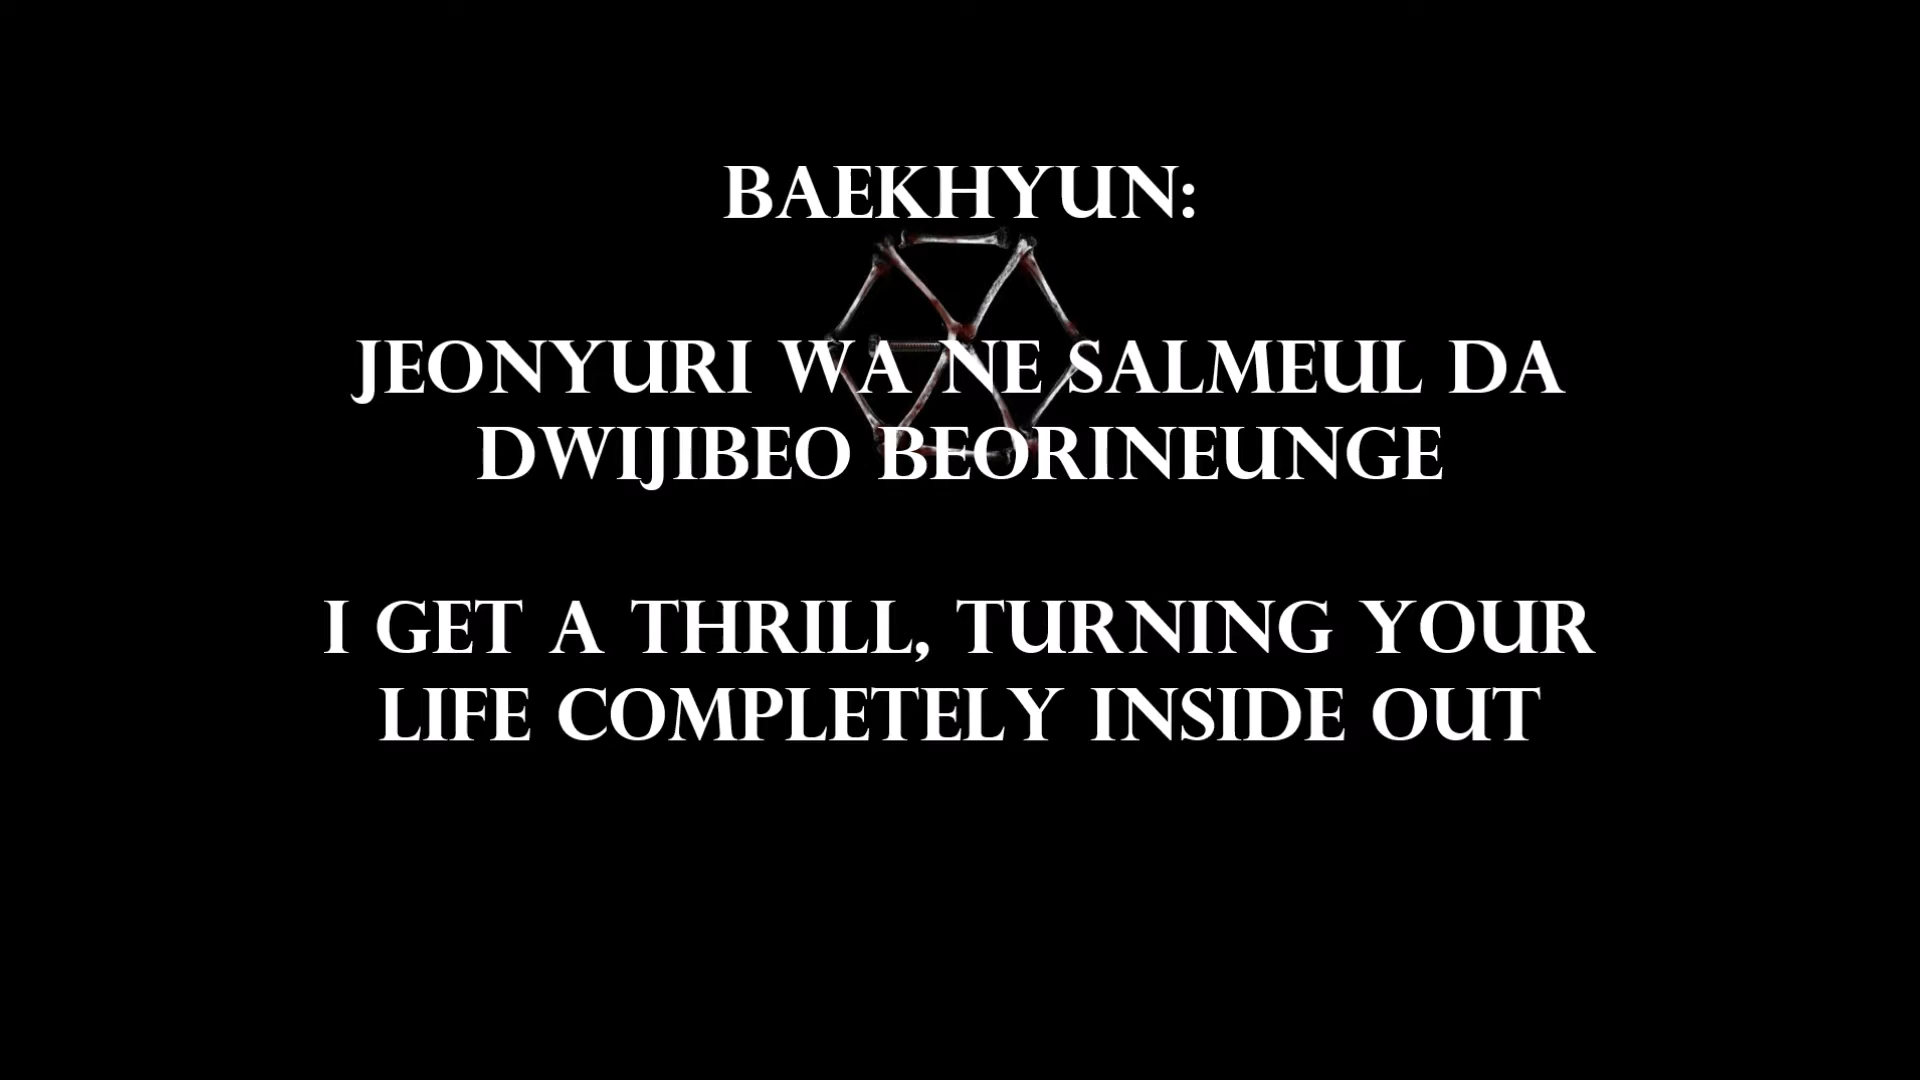 BAEKHYUN:
JEONYURI WA NE SALMEUL DA
DWIJIBEO BEORINEUNGE
I GET A THRILL, TURNING YOUR
LIFE COMPLETELY INSIDE OUT